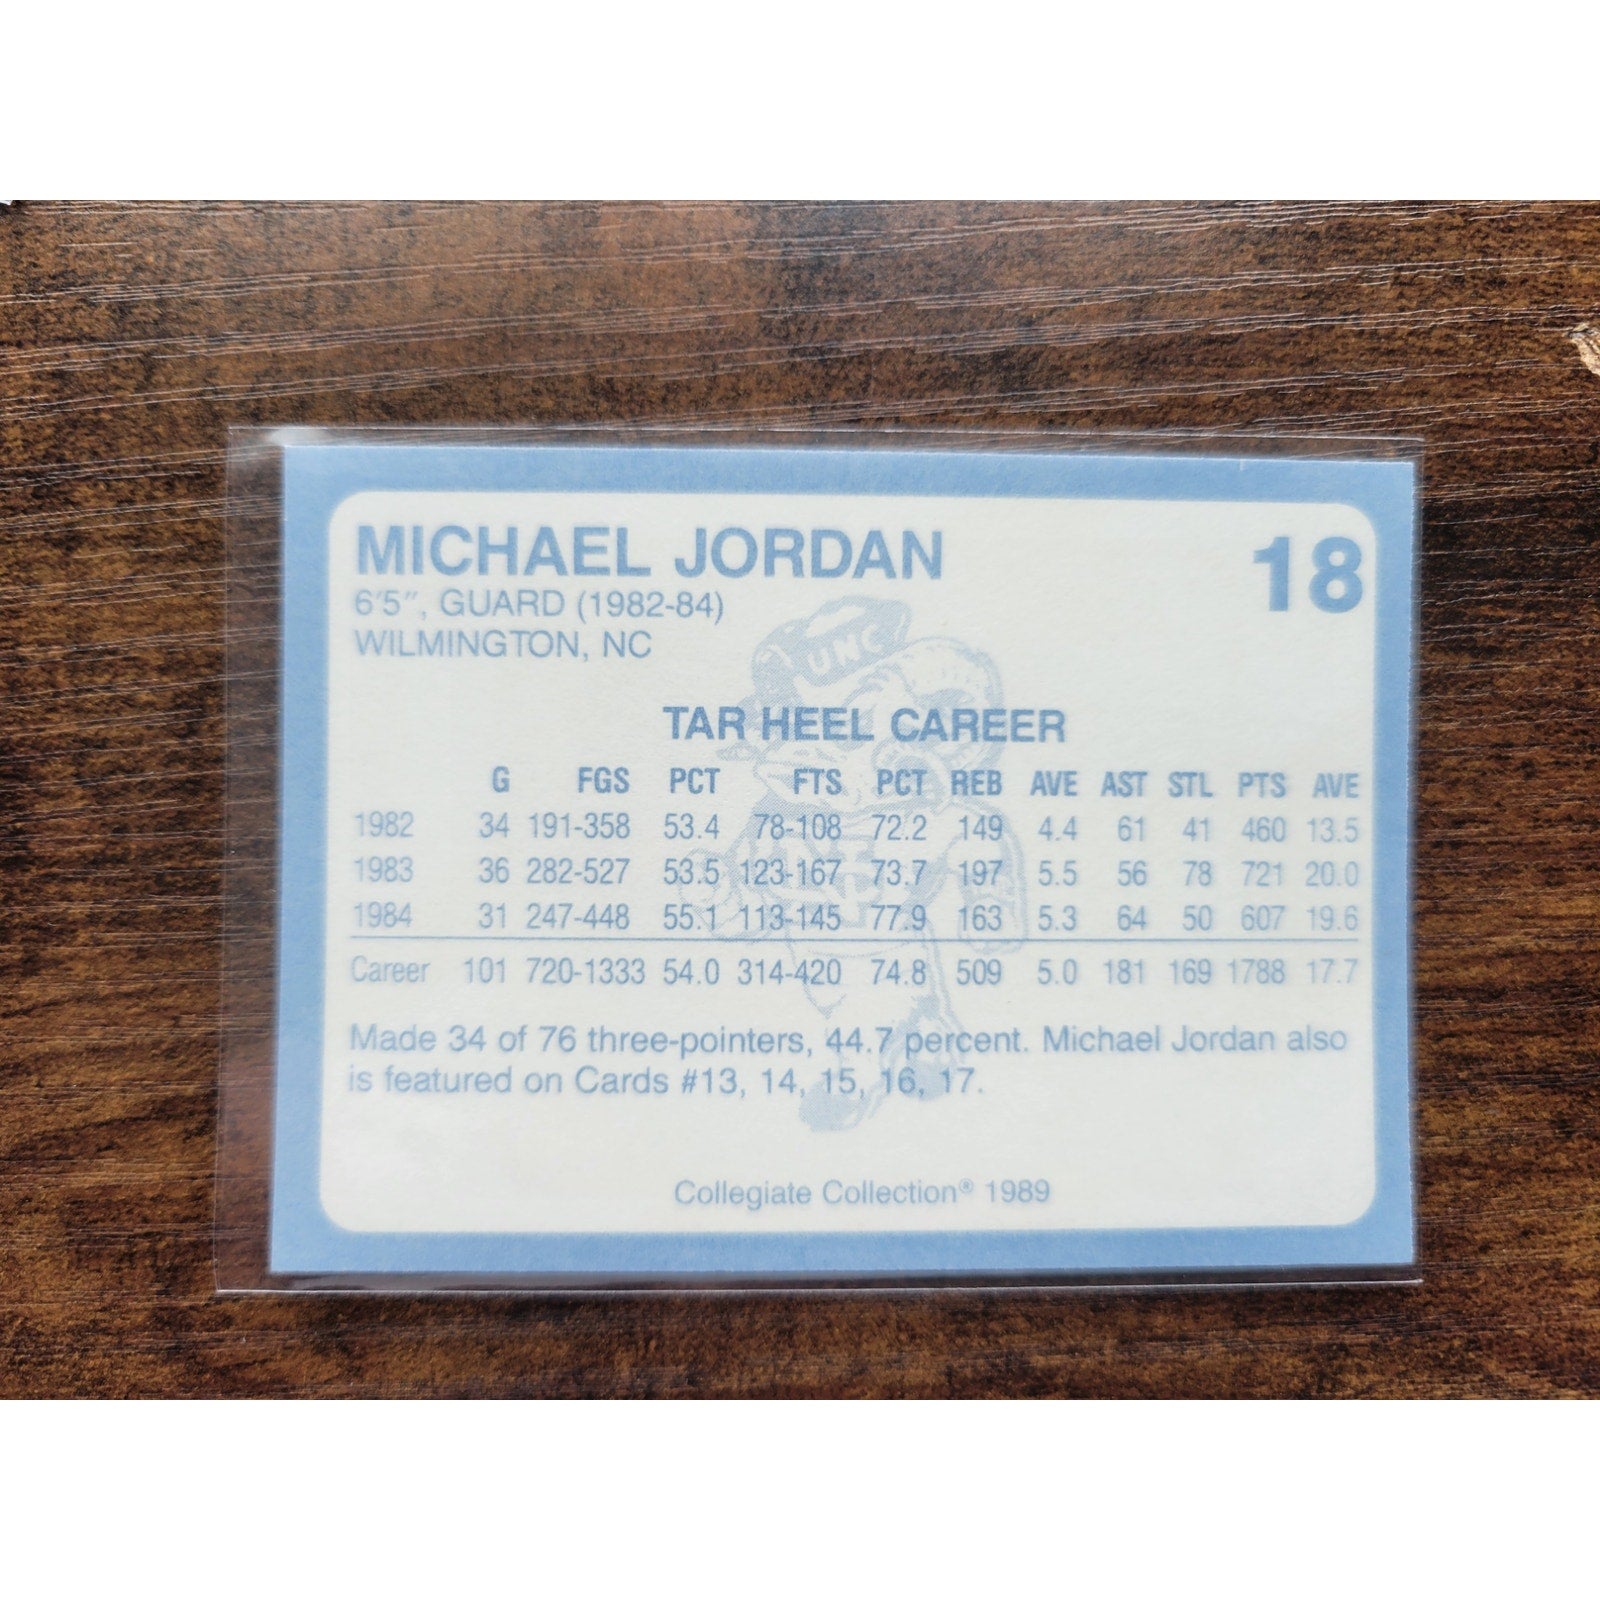 MICHAEL JORDAN 18
6'5", GUARD (1982-84)
WILMINGTON, NC
UNC
TAR HEEL CAREER
G FGS PCT FTS PCT REB AVE AST STL PTS AVE
1982 34 191-358 53.4 78-108 72.2 149 4.4 61 41 460 13.5
1983 36 282-527 53.5 123-167 73.7 197 5.5 56 78 721 20.0
1984 31 247-448 55.1 113-145 77.9 163 5.3 64 50 607 19.6
Career 101 720-1333 54.0 314-420 74.8 509 5.0 181 169 1788 17.7
Made 34 of 76 three-pointers, 44.7 percent. Michael Jordan also
is featured on Cards #13, 14, 15, 16, 17.
Collegiate Collection® 1989